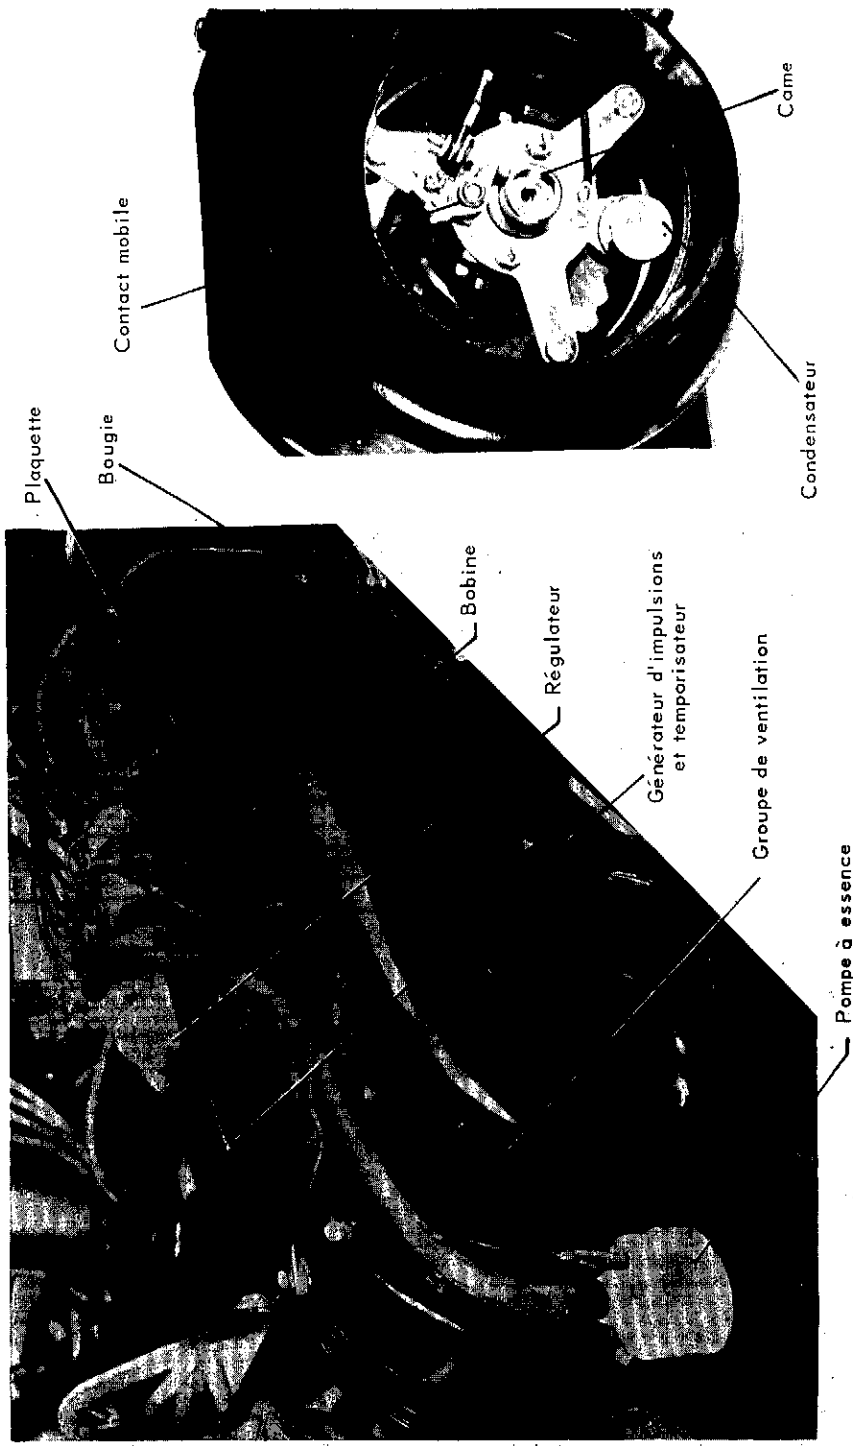 Plaquette
Bougie
Bobine
Régulateur
Générateur d'impulsions
et temporisateur
Groupe de ventilation
Pompe à essence
Contact mobile
Came
Condensateur